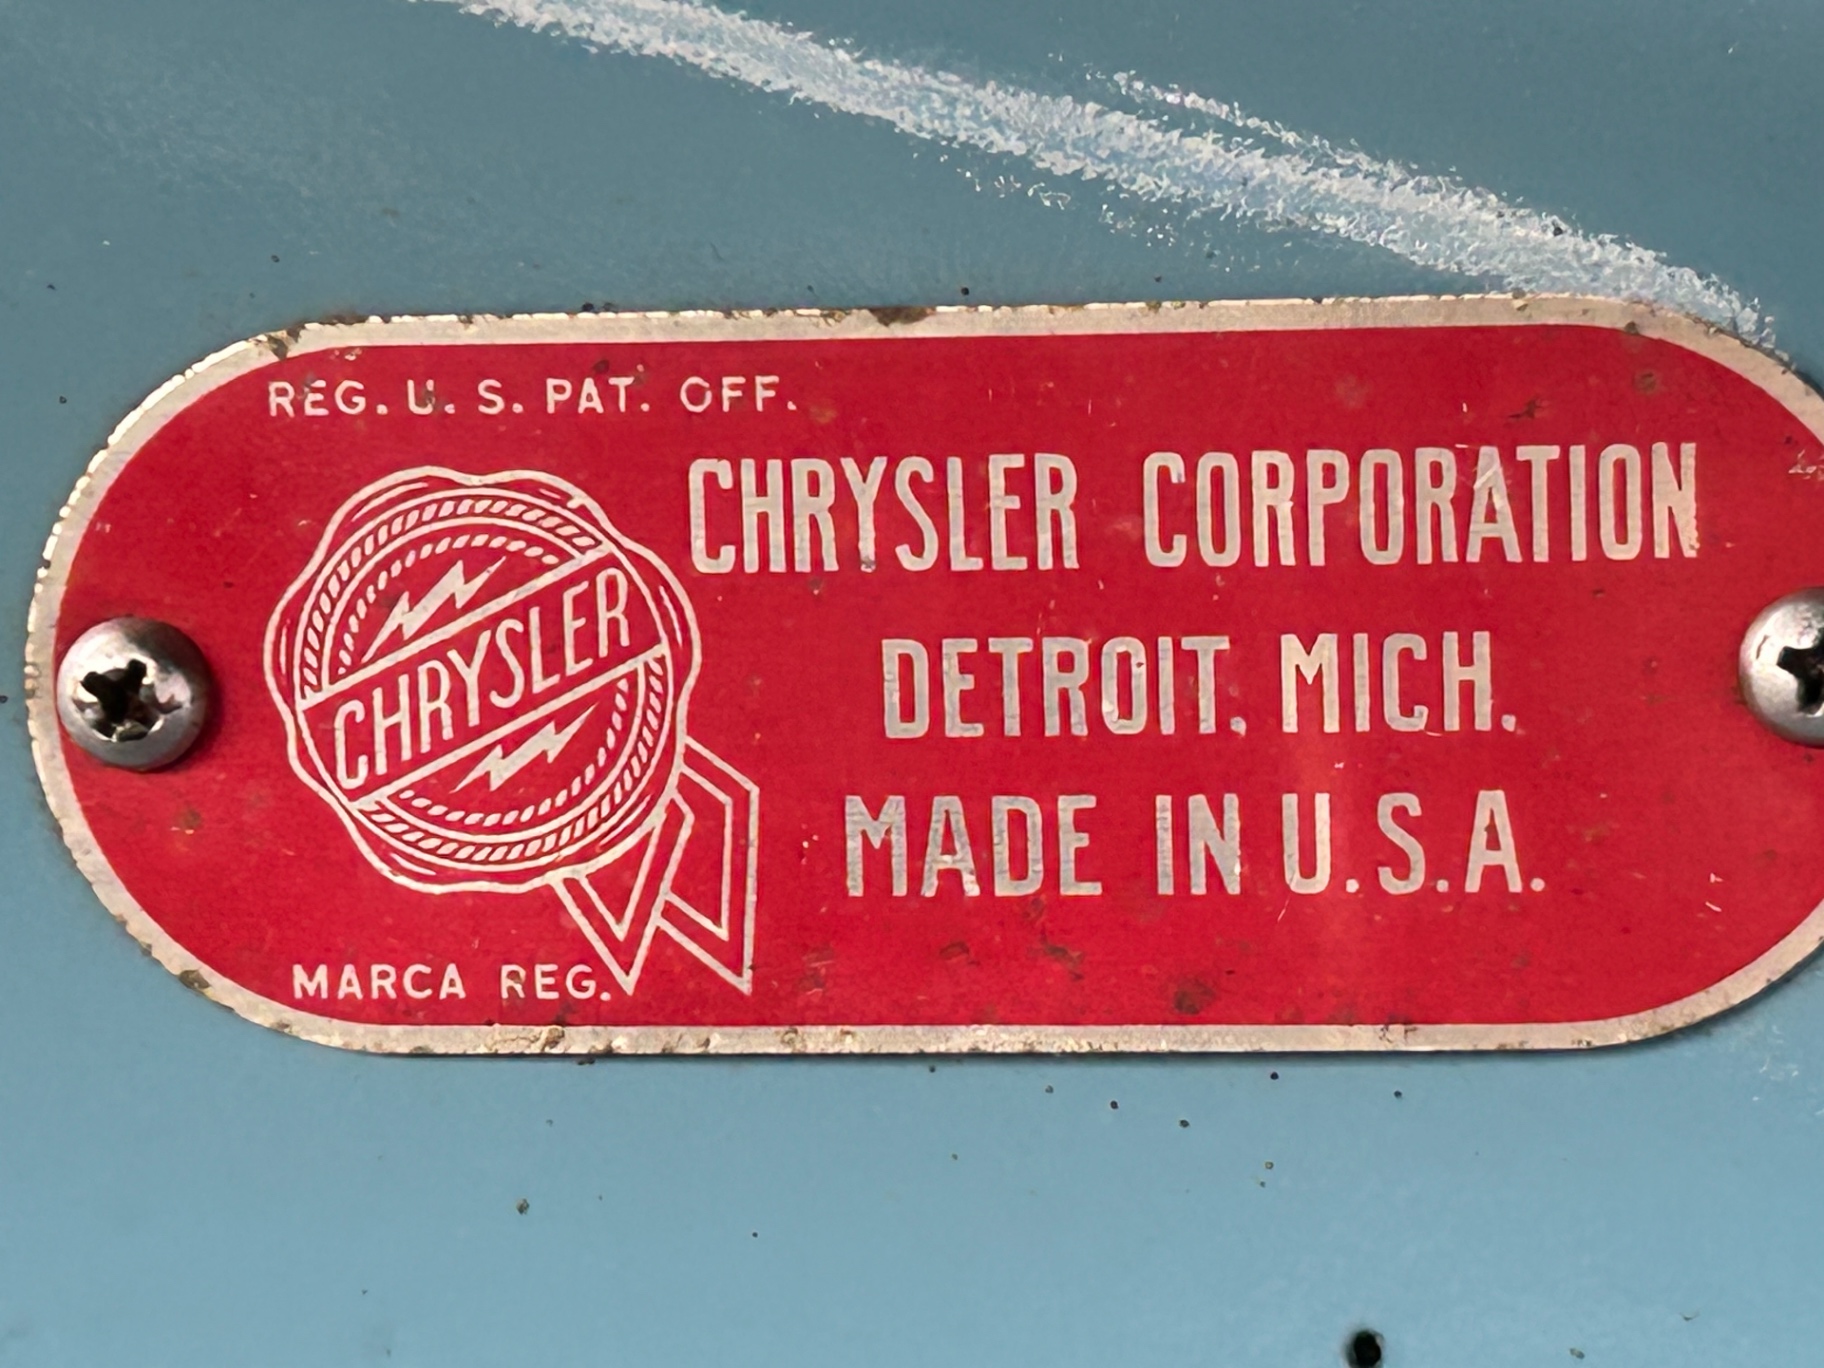 REG. U. S. PAT. OFF.
CHRYSLER CORPORATION
CHRYSLER
DETROIT. MICH.
MADE IN U.S.A.
MARCA REG.